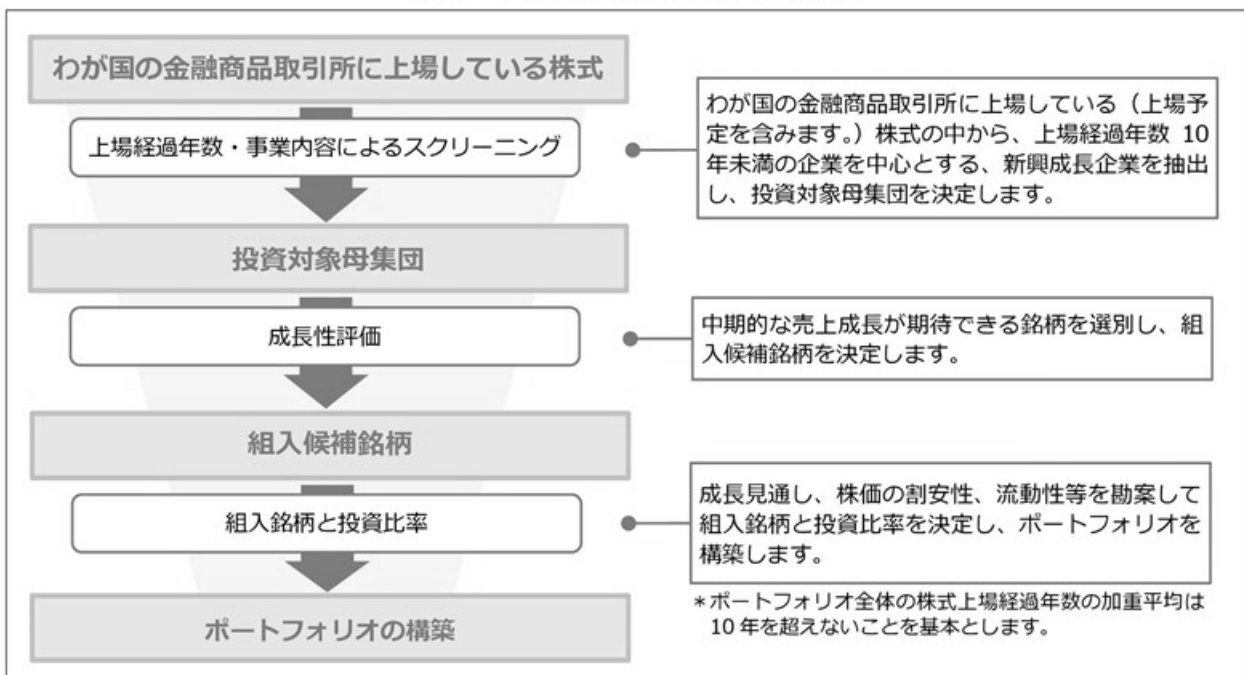 わが国の金融商品取引所に上場している株式
上場経過年数・事業内容によるスクリーニング
わが国の金融商品取引所に上場している（上場予
定を含みます。）株式の中から、上場経過年数 10
年未満の企業を中心とする、新興成長企業を抽出
し、投資対象母集団を決定します。
投資対象母集団
成長性評価
中期的な売上成長が期待できる銘柄を選別し、組
入候補銘柄を決定します。
組入候補銘柄
組入銘柄と投資比率
成長見通し、株価の割安性、流動性等を勘案して
組入銘柄と投資比率を決定し、ポートフォリオを
構築します。
＊ポートフォリオ全体の株式上場経過年数の加重平均は
10 年を超えないことを基本とします。
ポートフォリオの構築